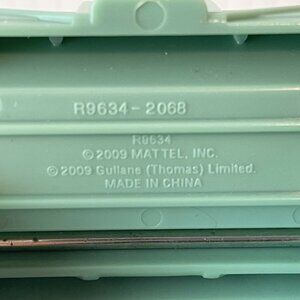 R9634-2068
R9634
©2009 MATTEL, INC.
©2009 Gullane (Thomas) Limited.
MADE IN CHINA